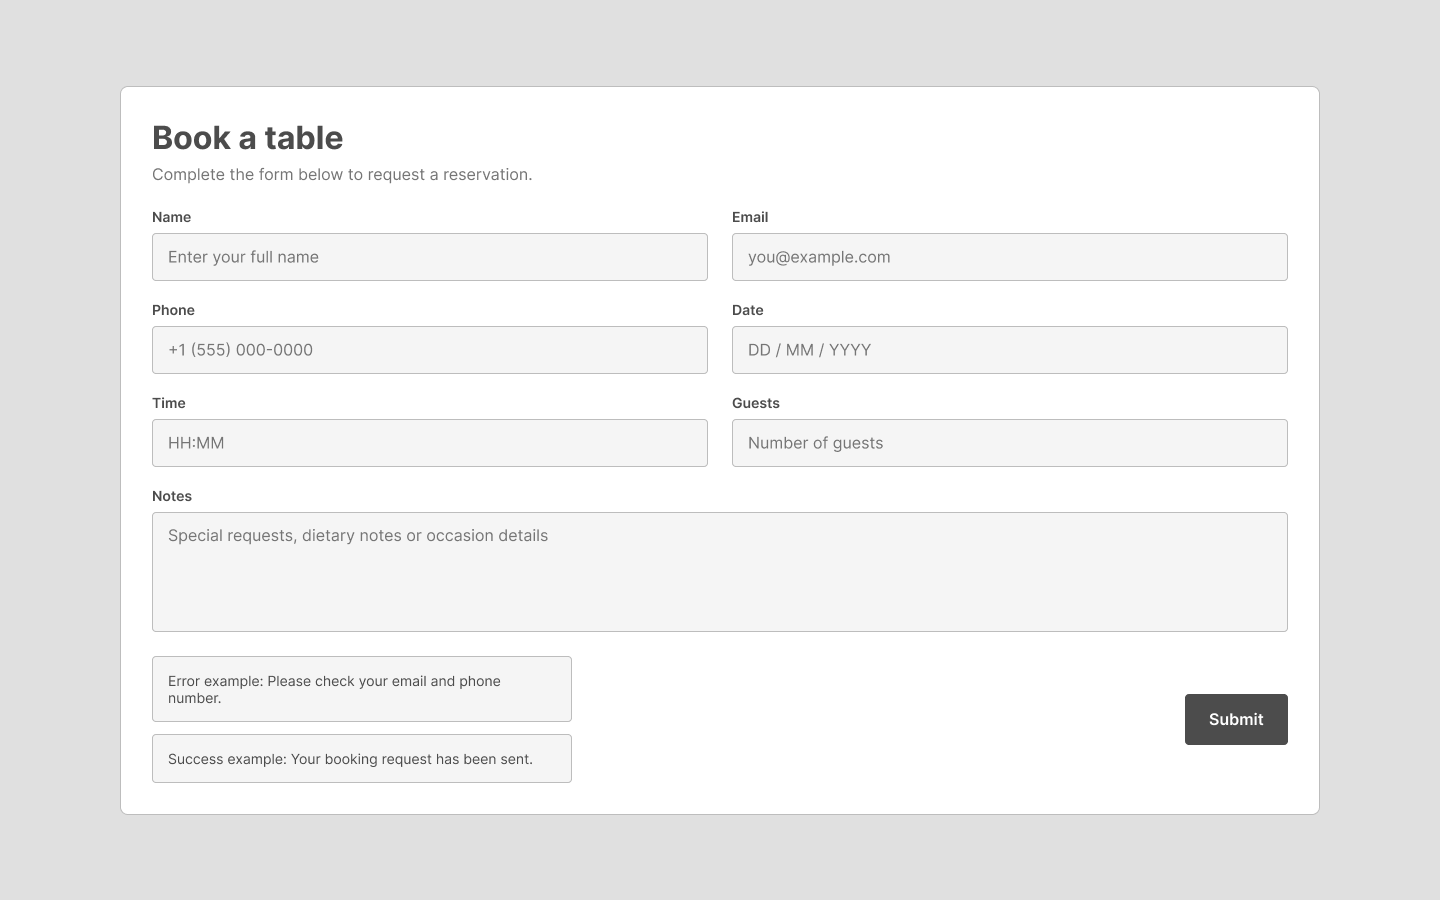 Book a table
Complete the form below to request a reservation.
Name
Email
Enter your full name
you@example.com
Phone
Date
+1 (555) 000-0000
DD / MM / YYYY
Time
Guests
HH:MM
Number of guests
Notes
Special requests, dietary notes or occasion details
Error example: Please check your email and phone
number.
Success example: Your booking request has been sent.
Submit